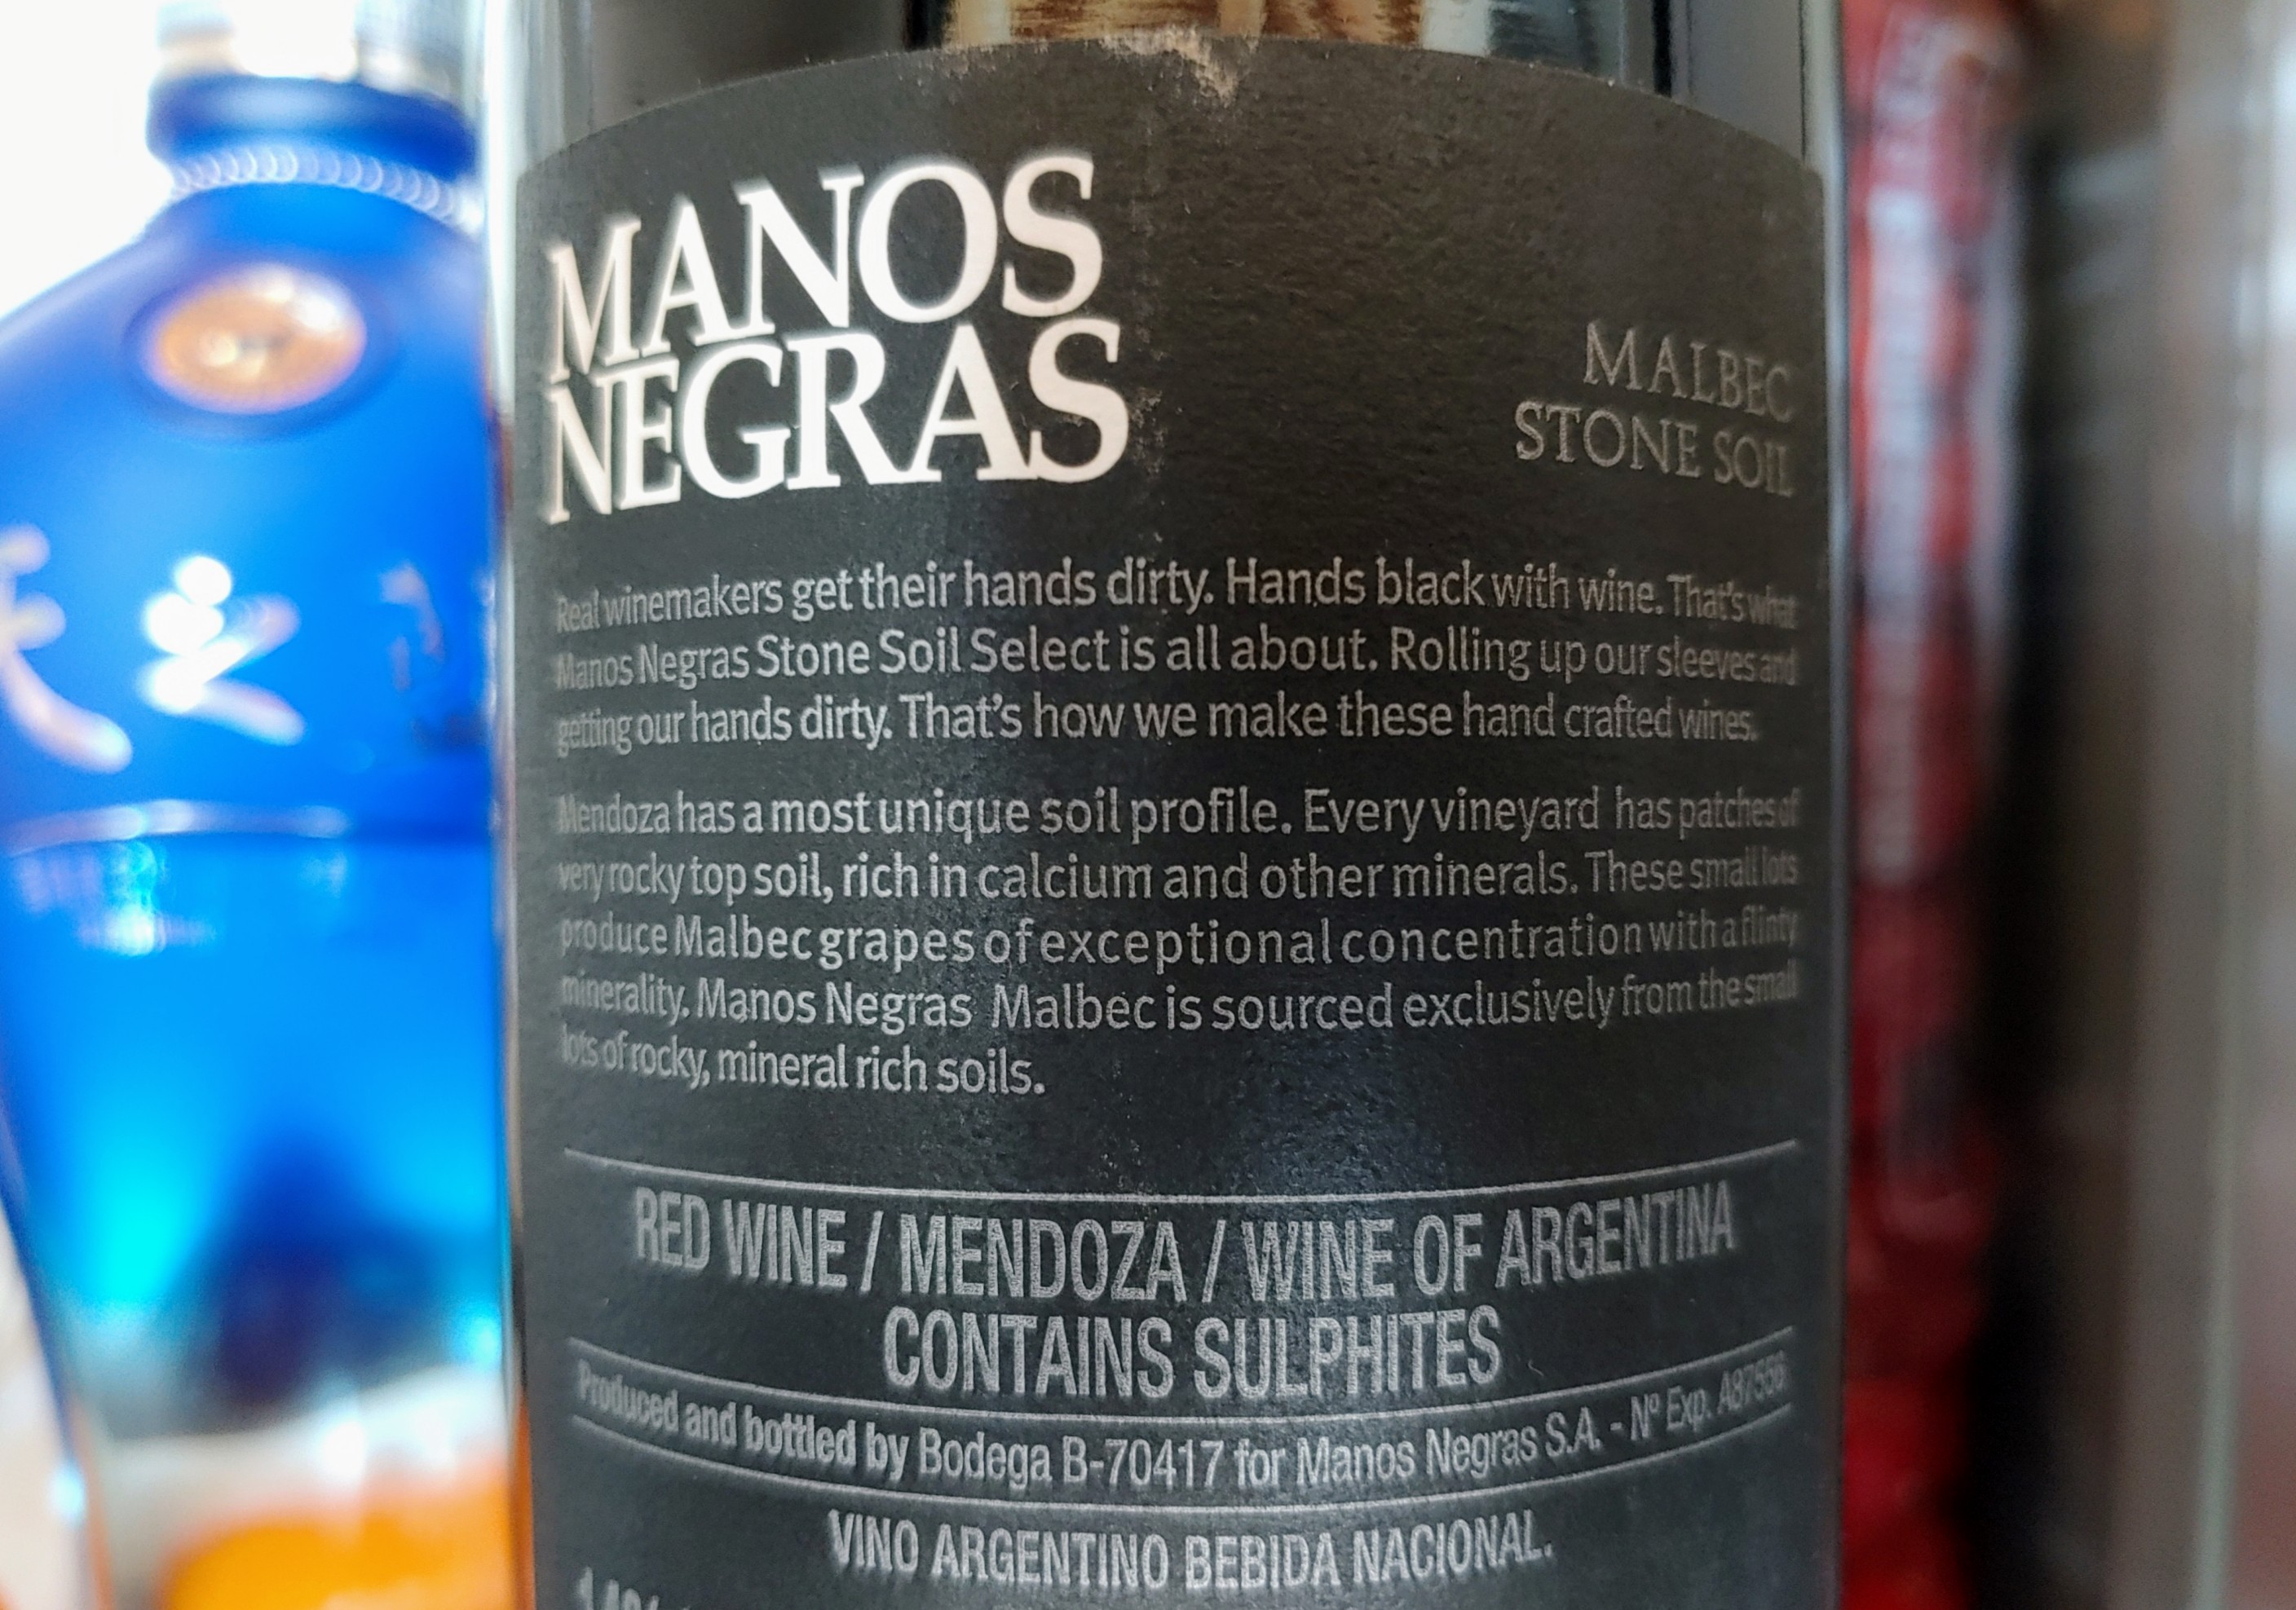 MANOS
NEGRAS
MALBEC
STONE SOIL
Real winemakers get their hands dirty. Hands black with wine. That's what
Manos Negras Stone Soil Select is all about. Rolling up our sleeves and
getting our hands dirty. That's how we make these hand crafted wines.
Mendoza has a most unique soil profile. Every vineyard has patches of
very rocky top soil, rich in calcium and other minerals. These small lots
produce Malbec grapes of exceptional concentration with a flinty
minerality. Manos Negras Malbec is sourced exclusively from the small
lots of rocky, mineral rich soils.
RED WINE / MENDOZA / WINE OF ARGENTINA
CONTAINS SULPHITES
Produced and bottled by Bodega B-70417 for Manos Negras S.A. - Nº Exp.
VINO ARGENTINO BEBIDA NACIONAL.
之